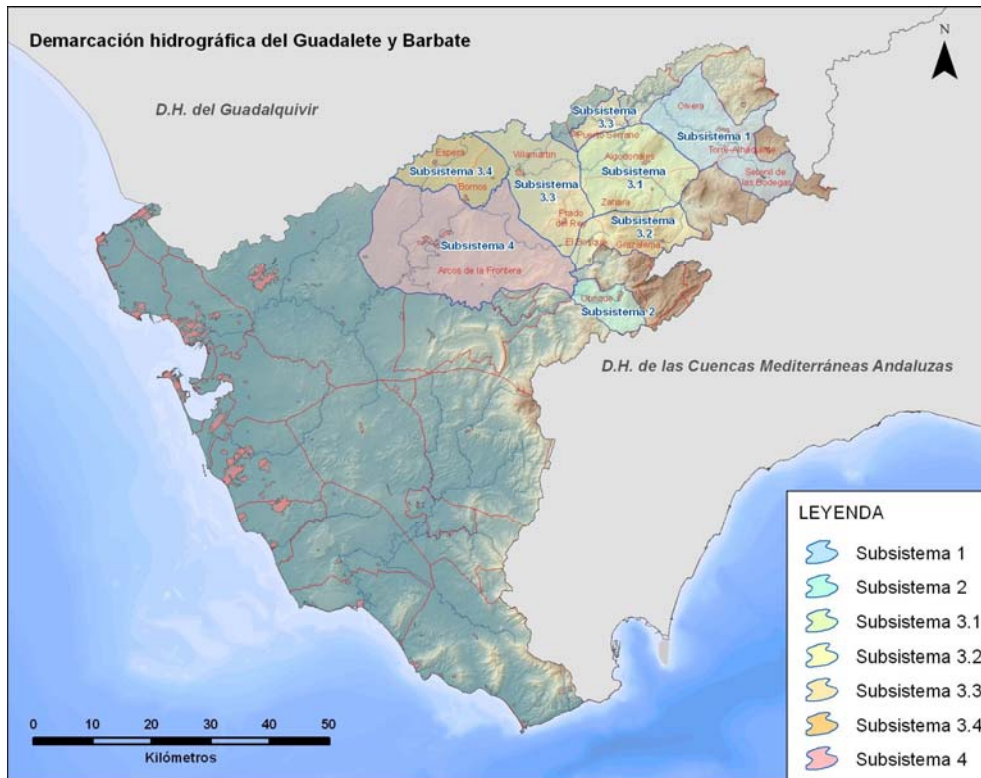 Demarcación hidrográfica del Guadalete y Barbate
N
D.H. del Guadalquivir
Subsistema
3.3
Puerto Serrano
Olvera
Subsistema 1
Torre-Alháquime
Setenil de
las Bodegas
Espera
Subsistema 3.4
Bornos
Villamartín
Subsistema
3.3
Algodonales
Subsistema
3.1
Zahara
Prado
del Rey
El Bosque
Subsistema
3.2
Grazalema
Subsistema 4
Arcos de la Frontera
Ubrique
Subsistema 2
D.H. de las Cuencas Mediterráneas Andaluzas
LEYENDA
Subsistema 1
Subsistema 2
Subsistema 3.1
Subsistema 3.2
Subsistema 3.3
Subsistema 3.4
Subsistema 4
0 10 20 30 40 50
Kilómetros